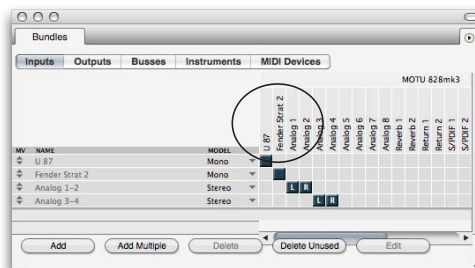 Bundles
Inputs Outputs Busses Instruments MIDI Devices
MOTU 828mk3
U 87
Fender Strat 2
Analog 1
Analog 2
Analog 3
Analog 4
Analog 5
Analog 6
Analog 7
Analog 8
Reverb 1
Reverb 2
Return 1
Return 2
S/PDIF 1
S/PDIF 2
MV NAME MODEL
U 87 Mono
Fender Strat 2 Mono
Analog 1-2 Stereo L R
Analog 3-4 Stereo L R
Add Add Multiple Delete Delete Unused Edit